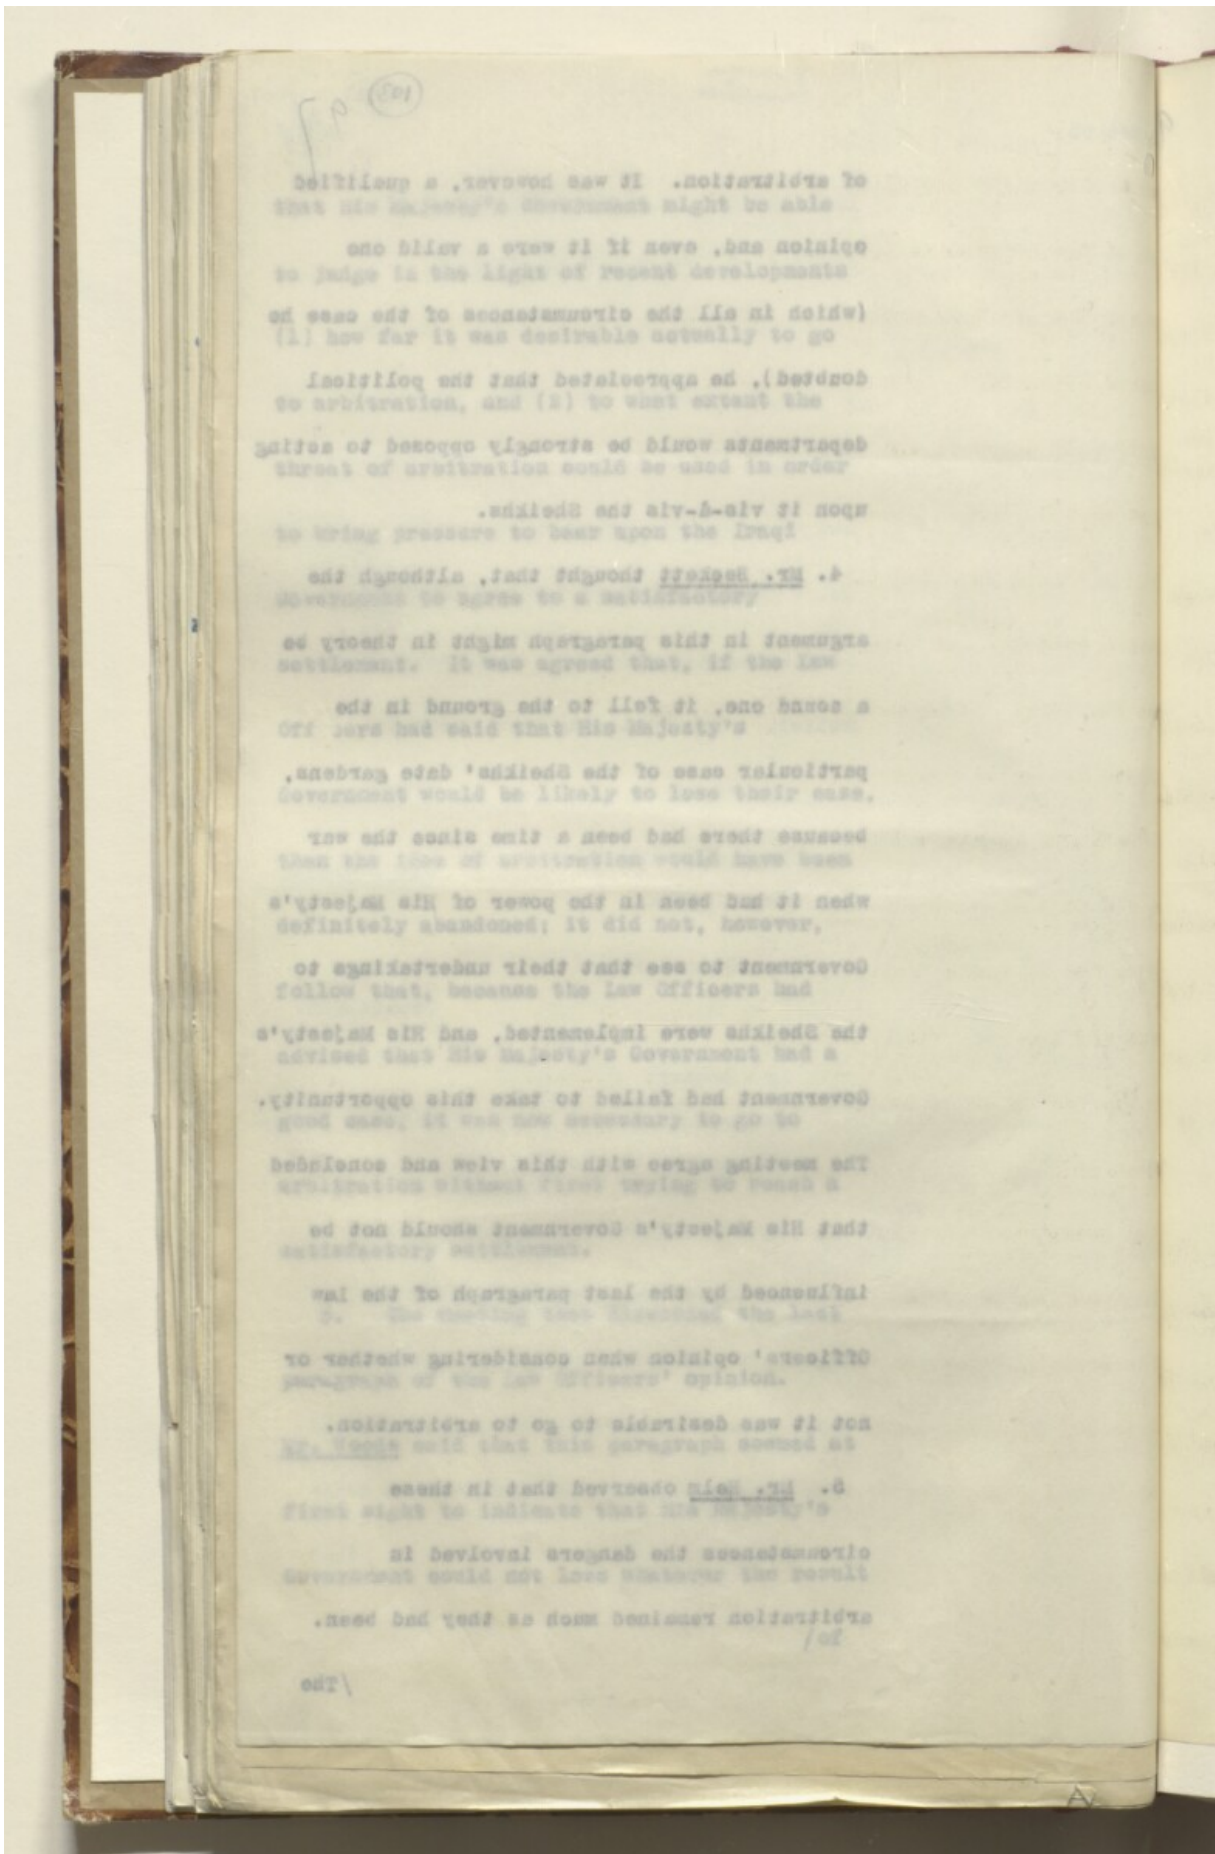 103
97
of arbitration. It was however, a qualified
that His Majesty's Government might be able
opinion and, even if it were a valid one
to judge in the light of recent developments
(which in all the circumstances of the case he
(1) how far it was desirable actually to go
doubted), he appreciated that the political
to arbitration, and (2) to what extent the
departments would be strongly opposed to acting
threat of arbitration could be used in order
upon it vis-à-vis the Sheikhs.
to bring pressure to bear upon the Iraqi
4. Mr. Beckett thought that, although the
Government to agree to a satisfactory
argument in this paragraph might in theory be
settlement. It was agreed that, if the Law
a sound one, it fell to the ground in the
Officers had said that His Majesty's
particular case of the Sheikhs' date gardens,
Government would be likely to lose their case,
because there had been a time since the war
then the idea of arbitration would have been
when it had been in the power of His Majesty's
definitely abandoned; it did not, however,
Government to see that their undertakings to
follow that, because the Law Officers had
the Sheikhs were implemented, and His Majesty's
advised that His Majesty's Government had a
Government had failed to take this opportunity.
good case, it was now necessary to go to
The meeting agree with this view and concluded
arbitration without first trying to reach a
that His Majesty's Government should not be
satisfactory settlement.
influenced by the last paragraph of the law
3. The meeting then discussed the last
Officers' opinion when considering whether or
paragraph of the Law Officers' opinion.
not it was desirable to go to arbitration.
Mr. said that this paragraph seemed at
5. Mr. Helm observed that in these
first sight to indicate that His Majesty's
circumstances the dangers involved in
Government could not lose whatever the result
arbitration remained much as they had been.
/of
/The